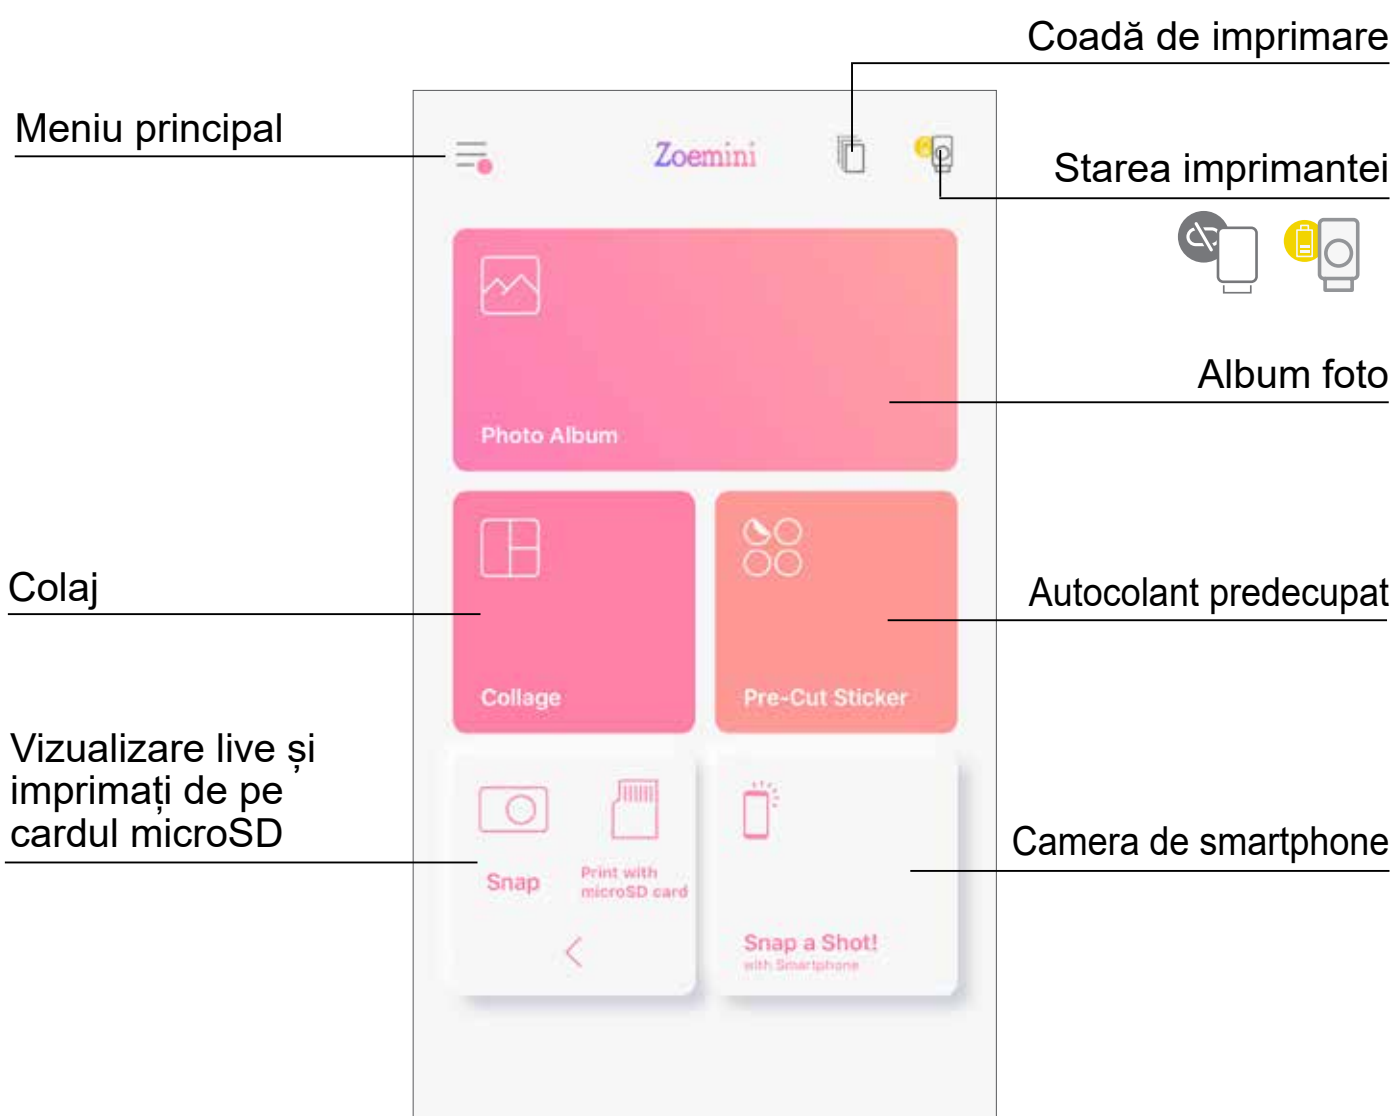 Coadă de imprimare
Meniu principal
Zoemini
Starea imprimantei
Album foto
Photo Album
Colaj
Autocolant predecupat
Collage
Pre-Cut Sticker
Vizualizare live și
imprimați de pe
cardul microSD
Camera de smartphone
Snap
Print with
microSD card
Snap a Shot!
with Smartphone